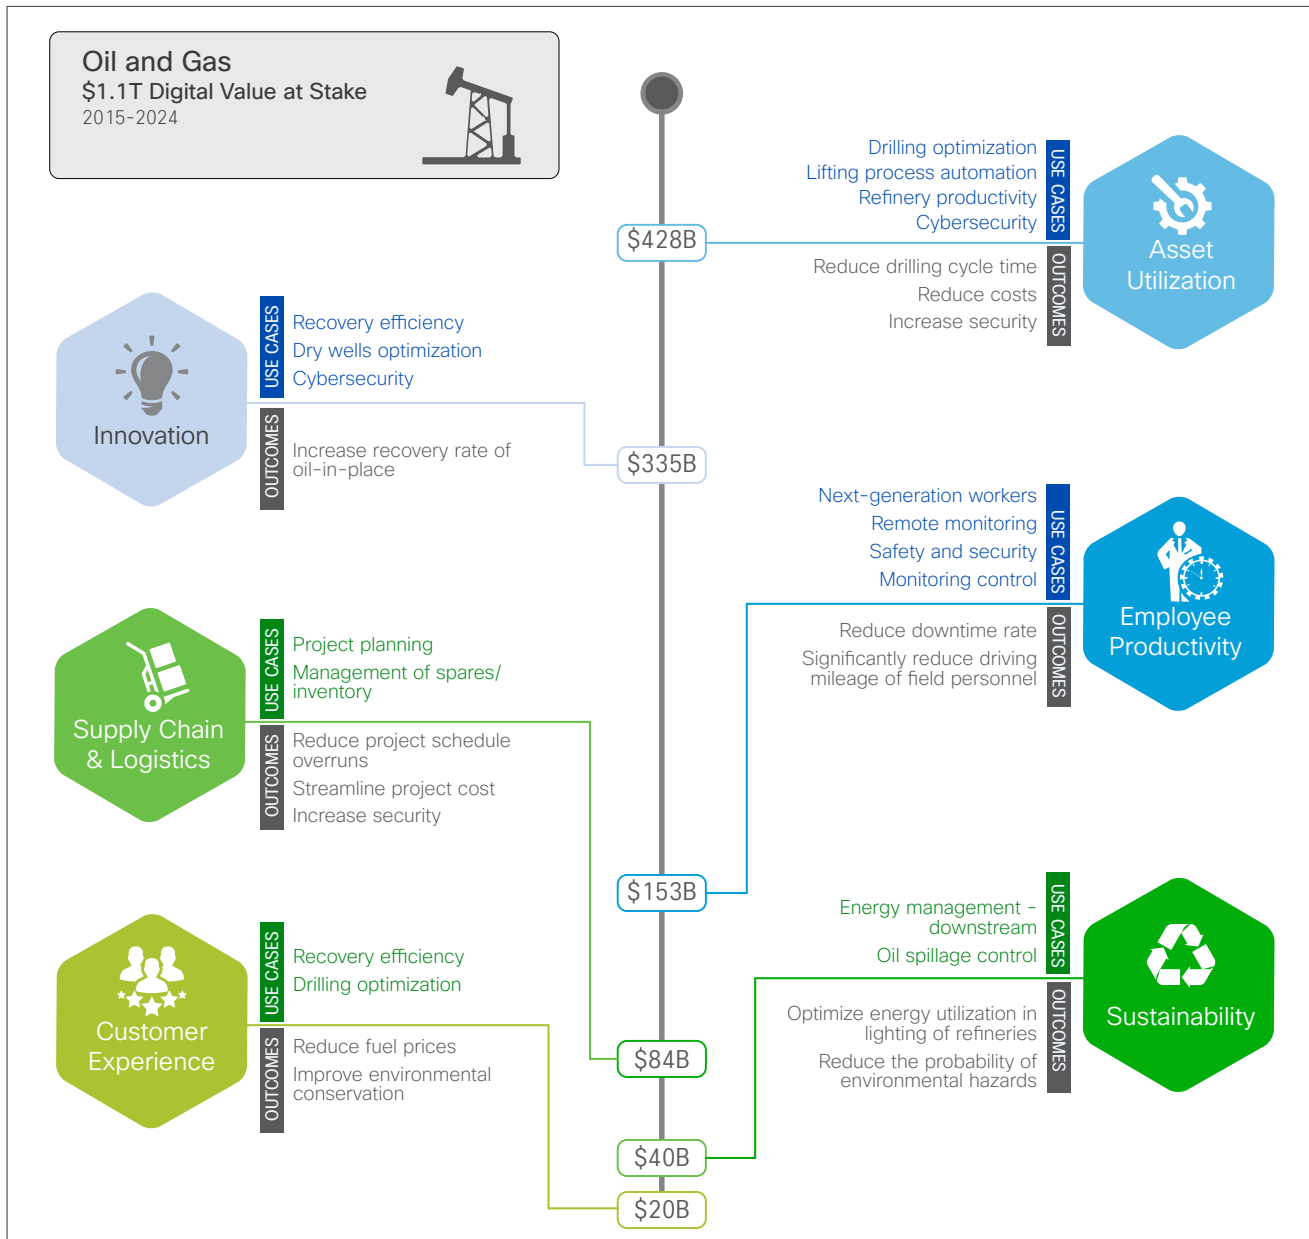 Oil and Gas
$1.1T Digital Value at Stake
2015-2024
Drilling optimization
Lifting process automation
Refinery productivity
Cybersecurity
USE CASES
$428B
Reduce drilling cycle time
Reduce costs
Increase security
OUTCOMES
Asset
Utilization
USE CASES
Recovery efficiency
Dry wells optimization
Cybersecurity
Innovation
OUTCOMES
Increase recovery rate of
oil-in-place
$335B
Next-generation workers
Remote monitoring
Safety and security
Monitoring control
USE CASES
Reduce downtime rate
Significantly reduce driving
mileage of field personnel
OUTCOMES
Employee
Productivity
USE CASES
Project planning
Management of spares/
inventory
Supply Chain
& Logistics
OUTCOMES
Reduce project schedule
overruns
Streamline project cost
Increase security
$153B
Energy management -
downstream
Oil spillage control
USE CASES
Optimize energy utilization in
lighting of refineries
Reduce the probability of
environmental hazards
OUTCOMES
Sustainability
USE CASES
Recovery efficiency
Drilling optimization
Customer
Experience
OUTCOMES
Reduce fuel prices
Improve environmental
conservation
$84B
$40B
$20B